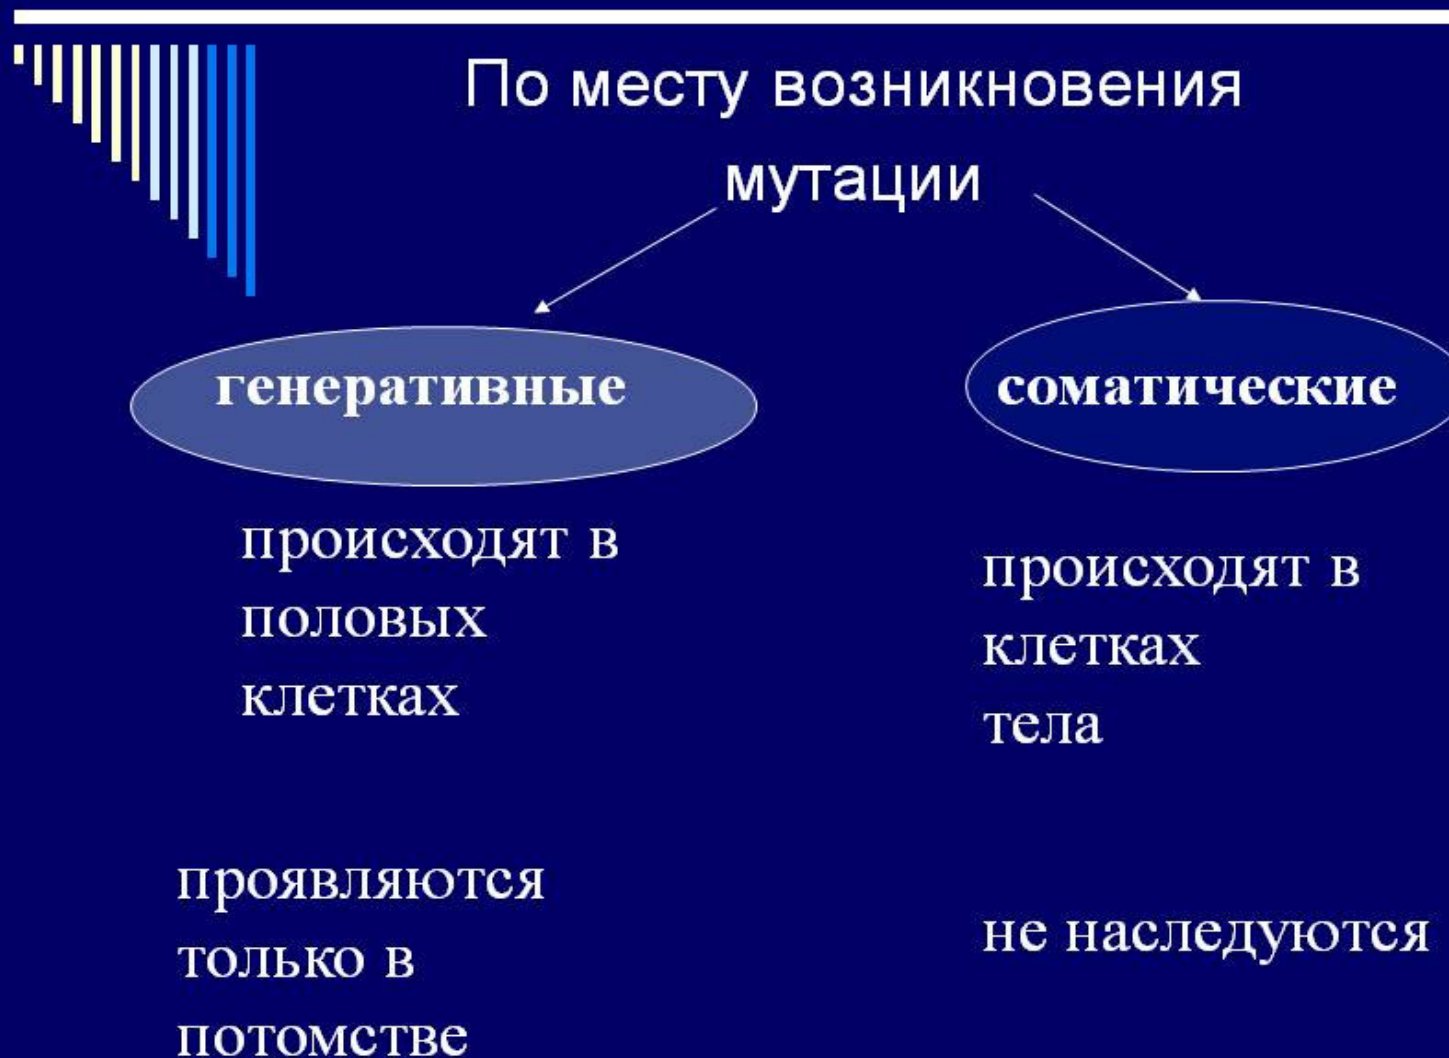 По месту возникновения
мутации
генеративные
соматические
происходят в
половых
клетках
происходят в
клетках
тела
проявляются
только в
потомстве
не наследуются